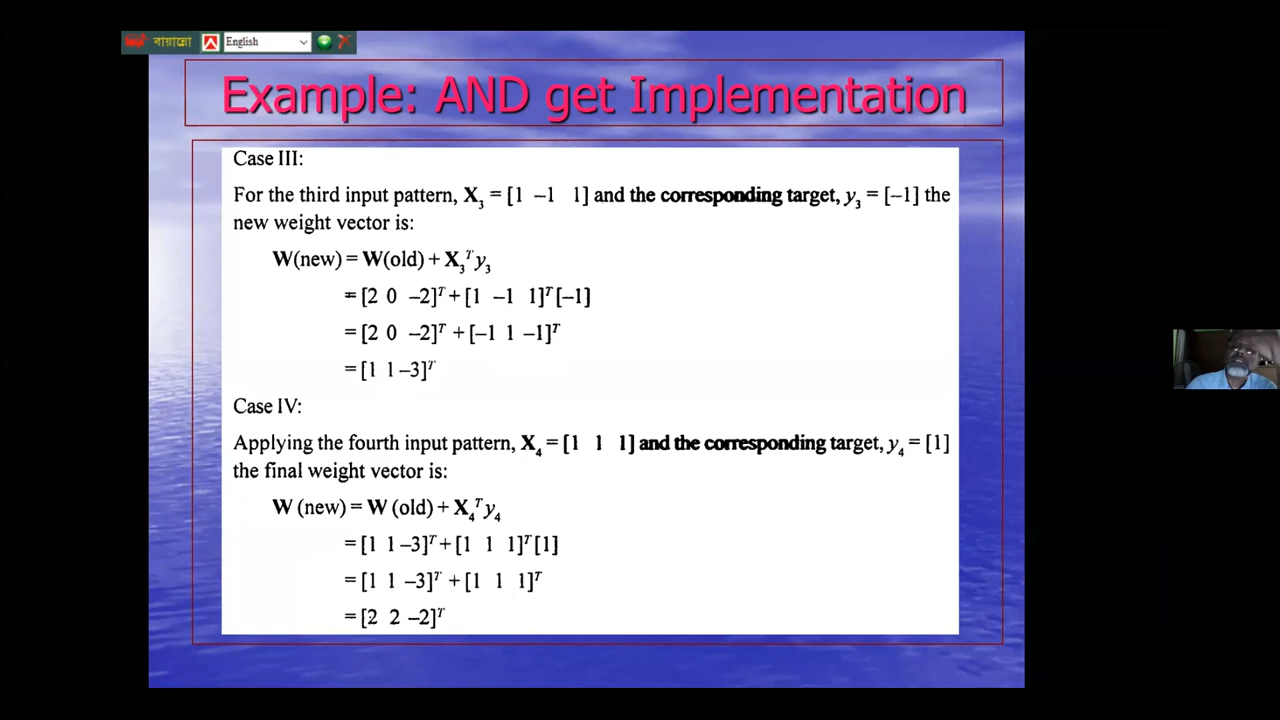 বায়ান্নো English
Example: AND get Implementation
Case III:
For the third input pattern, X₃ = [1 –1 1] and the corresponding target, y₃ = [–1] the
new weight vector is:
W(new) = W(old) + X₃ᵀy₃
= [2 0 –2]ᵀ + [1 –1 1]ᵀ [–1]
= [2 0 –2]ᵀ + [–1 1 –1]ᵀ
= [1 1 –3]ᵀ
Case IV:
Applying the fourth input pattern, X₄ = [1 1 1] and the corresponding target, y₄ = [1]
the final weight vector is:
W (new) = W (old) + X₄ᵀy₄
= [1 1 –3]ᵀ + [1 1 1]ᵀ [1]
= [1 1 –3]ᵀ + [1 1 1]ᵀ
= [2 2 –2]ᵀ